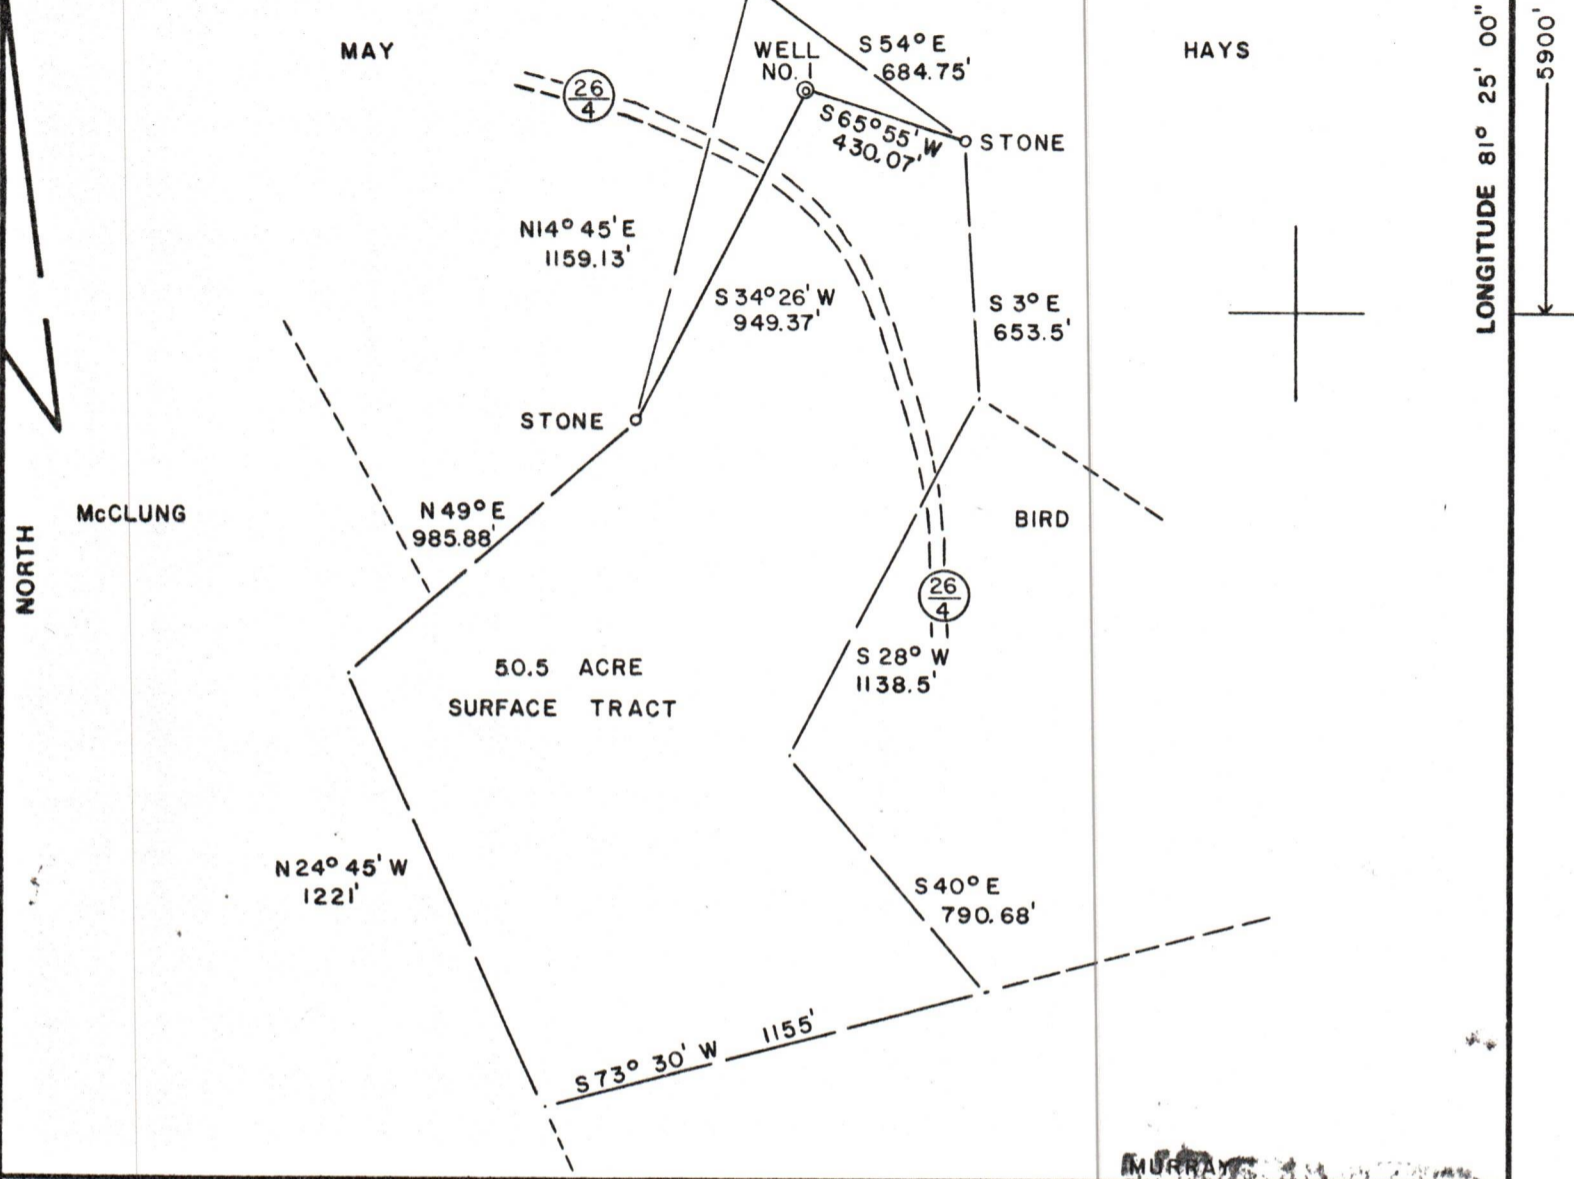 MAY
WELL
NO. 1
S 54° E
684.75'
HAYS
LONGITUDE 81° 25' 00"
5900'
26
4
S 65° 55' W
430.07'
STONE
N14° 45' E
1159.13'
S 34° 26' W
949.37'
S 3° E
653.5'
STONE
McCLUNG
N 49° E
985.88'
BIRD
NORTH
26
4
50.5 ACRE
SURFACE TRACT
S 28° W
1138.5'
N 24° 45' W
1221'
S 40° E
790.68'
S 73° 30' W 1155'
MURRAY